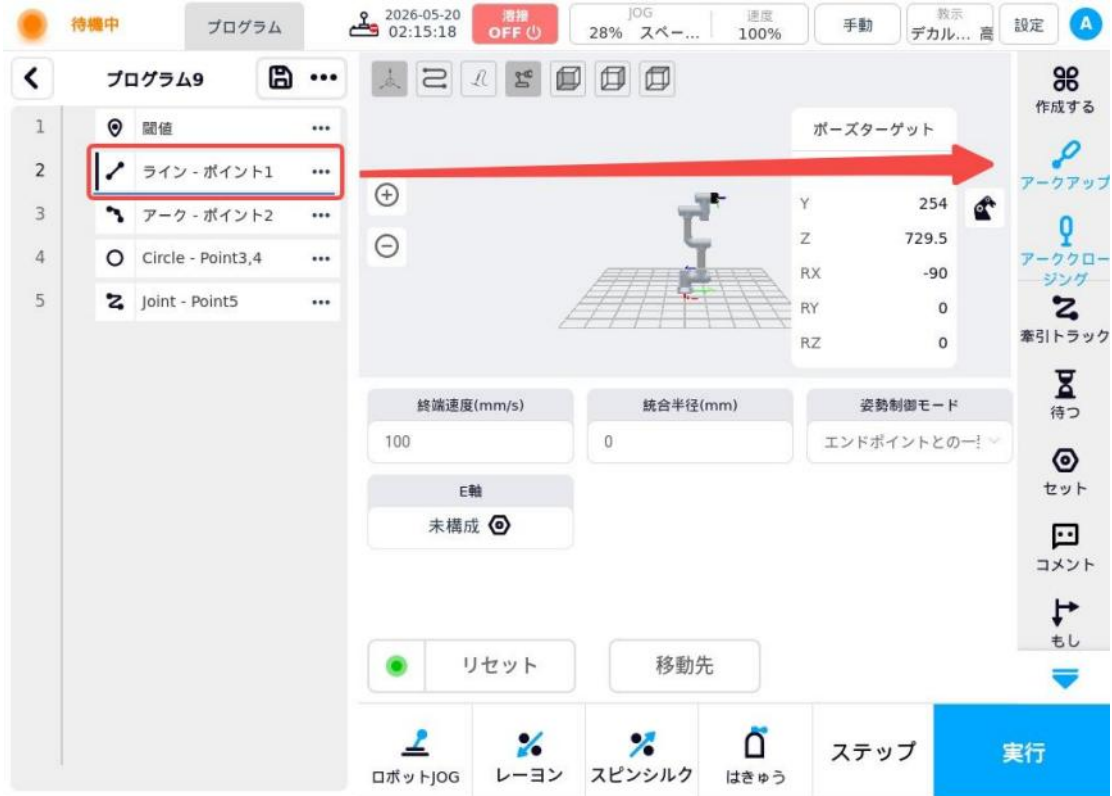 待機中
プログラム
2026-05-20
02:15:18
溶接
OFF
JOG
28% スペー...
速度
100%
手動
教示
デカル... 高
設定
A
プログラム9
1 閾値
2 ライン - ポイント1
3 アーク - ポイント2
4 Circle - Point3,4
5 Joint - Point5
ポーズターゲット
Y 254
Z 729.5
RX -90
RY 0
RZ 0
終端速度(mm/s)
100
統合半径(mm)
0
姿勢制御モード
エンドポイントとの一
E軸
未構成
リセット
移動先
作成する
アークアップ
アーククロー
ジング
牽引トラック
待つ
セット
コメント
もし
ロボットJOG
レーヨン
スピンシルク
はきゅう
ステップ
実行